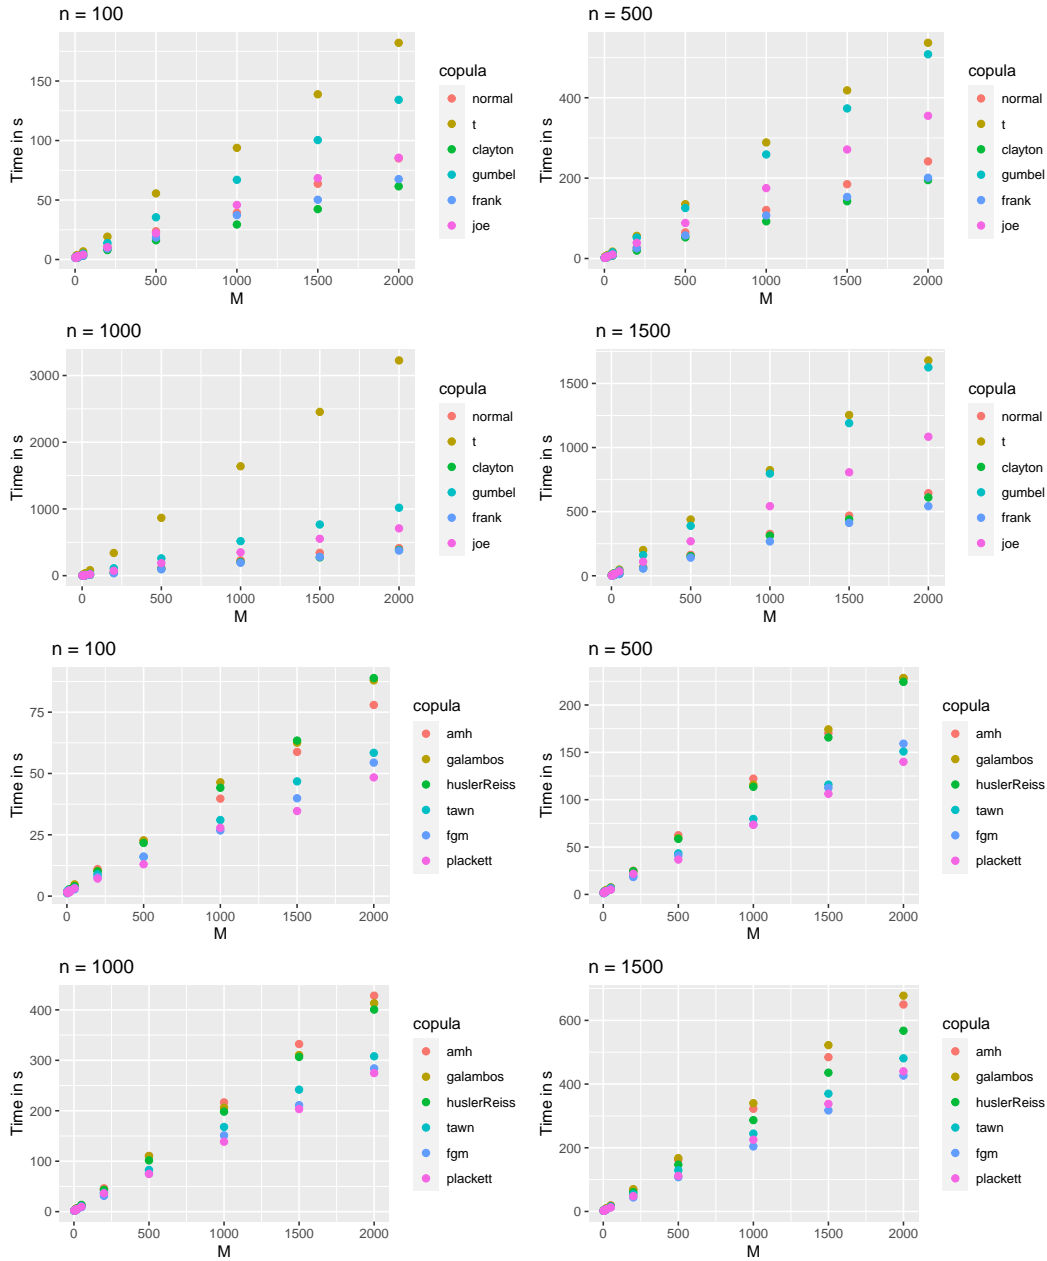 n = 100
Time in s
150
100
50
0
0 500 1000 1500 2000
M
copula
normal
t
clayton
gumbel
frank
joe
n = 500
Time in s
400
200
0
0 500 1000 1500 2000
M
copula
normal
t
clayton
gumbel
frank
joe
n = 1000
Time in s
3000
2000
1000
0
0 500 1000 1500 2000
M
copula
normal
t
clayton
gumbel
frank
joe
n = 1500
Time in s
1500
1000
500
0
0 500 1000 1500 2000
M
copula
normal
t
clayton
gumbel
frank
joe
n = 100
Time in s
75
50
25
0
0 500 1000 1500 2000
M
copula
amh
galambos
huslerReiss
tawn
fgm
plackett
n = 500
Time in s
200
150
100
50
0
0 500 1000 1500 2000
M
copula
amh
galambos
huslerReiss
tawn
fgm
plackett
n = 1000
Time in s
400
300
200
100
0
0 500 1000 1500 2000
M
copula
amh
galambos
huslerReiss
tawn
fgm
plackett
n = 1500
Time in s
600
400
200
0
0 500 1000 1500 2000
M
copula
amh
galambos
huslerReiss
tawn
fgm
plackett